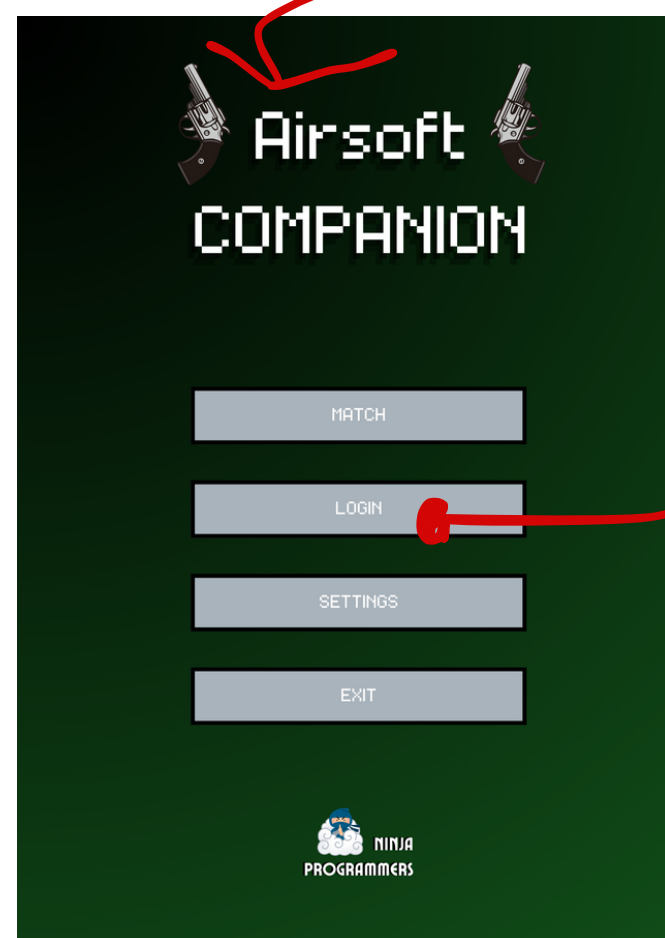 Airsoft
COMPANION
MATCH
LOGIN
SETTINGS
EXIT
NINJA
PROGRAMMERS